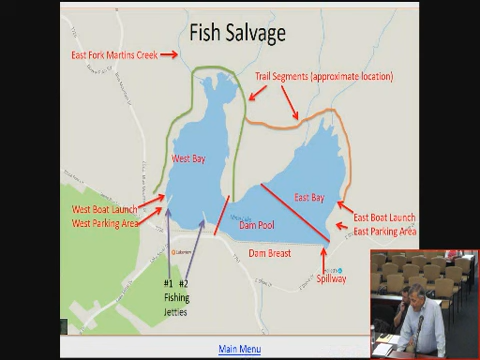 Fish Salvage
East Fork Martins Creek
Trail Segments (approximate location)
West Bay
East Bay
West Boat Launch
West Parking Area
Dam Pool
East Boat Launch
East Parking Area
Dam Breast
Spillway
#1 #2
Fishing
Jetties
Main Menu